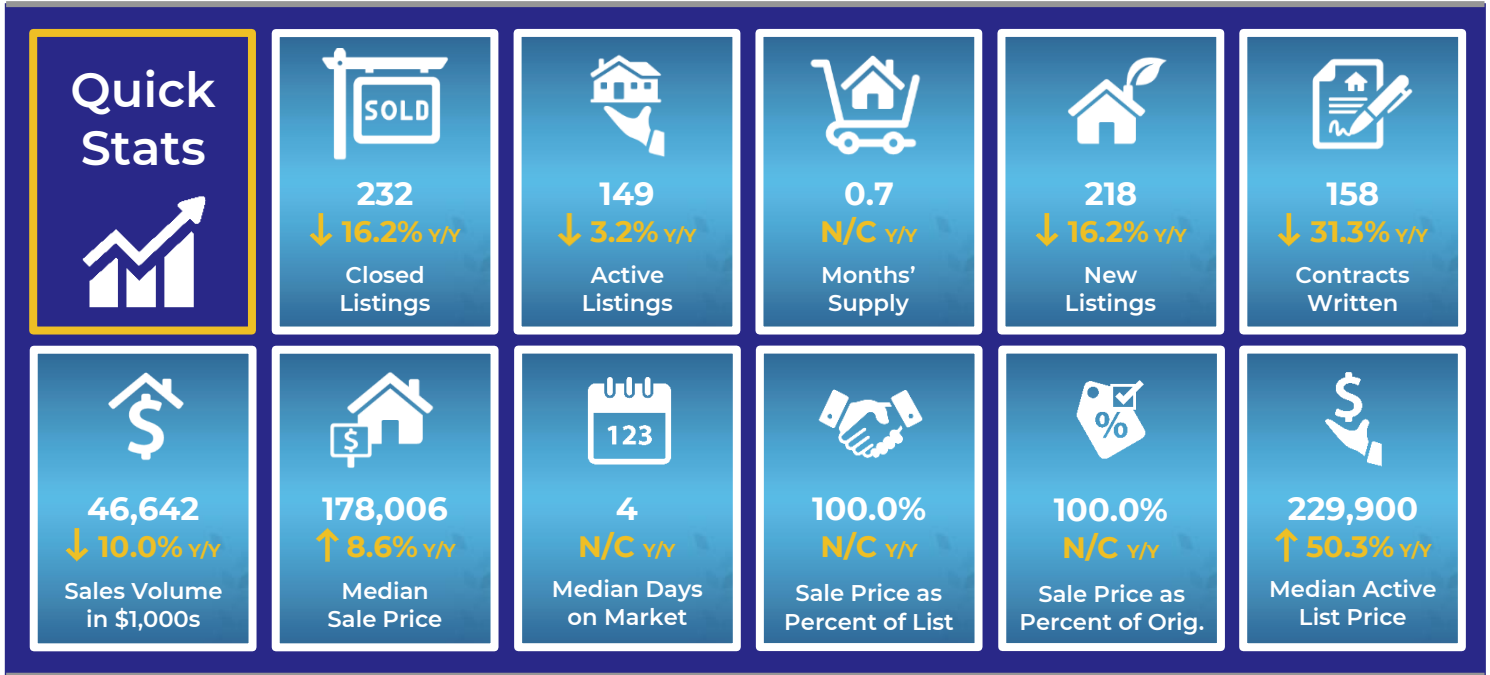 Quick
Stats
SOLD
232
↓ 16.2% Y/Y
Closed
Listings
149
↓ 3.2% Y/Y
Active
Listings
0.7
N/C Y/Y
Months’
Supply
218
↓ 16.2% Y/Y
New
Listings
158
↓ 31.3% Y/Y
Contracts
Written
$
46,642
↓ 10.0% Y/Y
Sales Volume
in $1,000s
$
178,006
↑ 8.6% Y/Y
Median
Sale Price
123
4
N/C Y/Y
Median Days
on Market
100.0%
N/C Y/Y
Sale Price as
Percent of List
%
100.0%
N/C Y/Y
Sale Price as
Percent of Orig.
$
229,900
↑ 50.3% Y/Y
Median Active
List Price